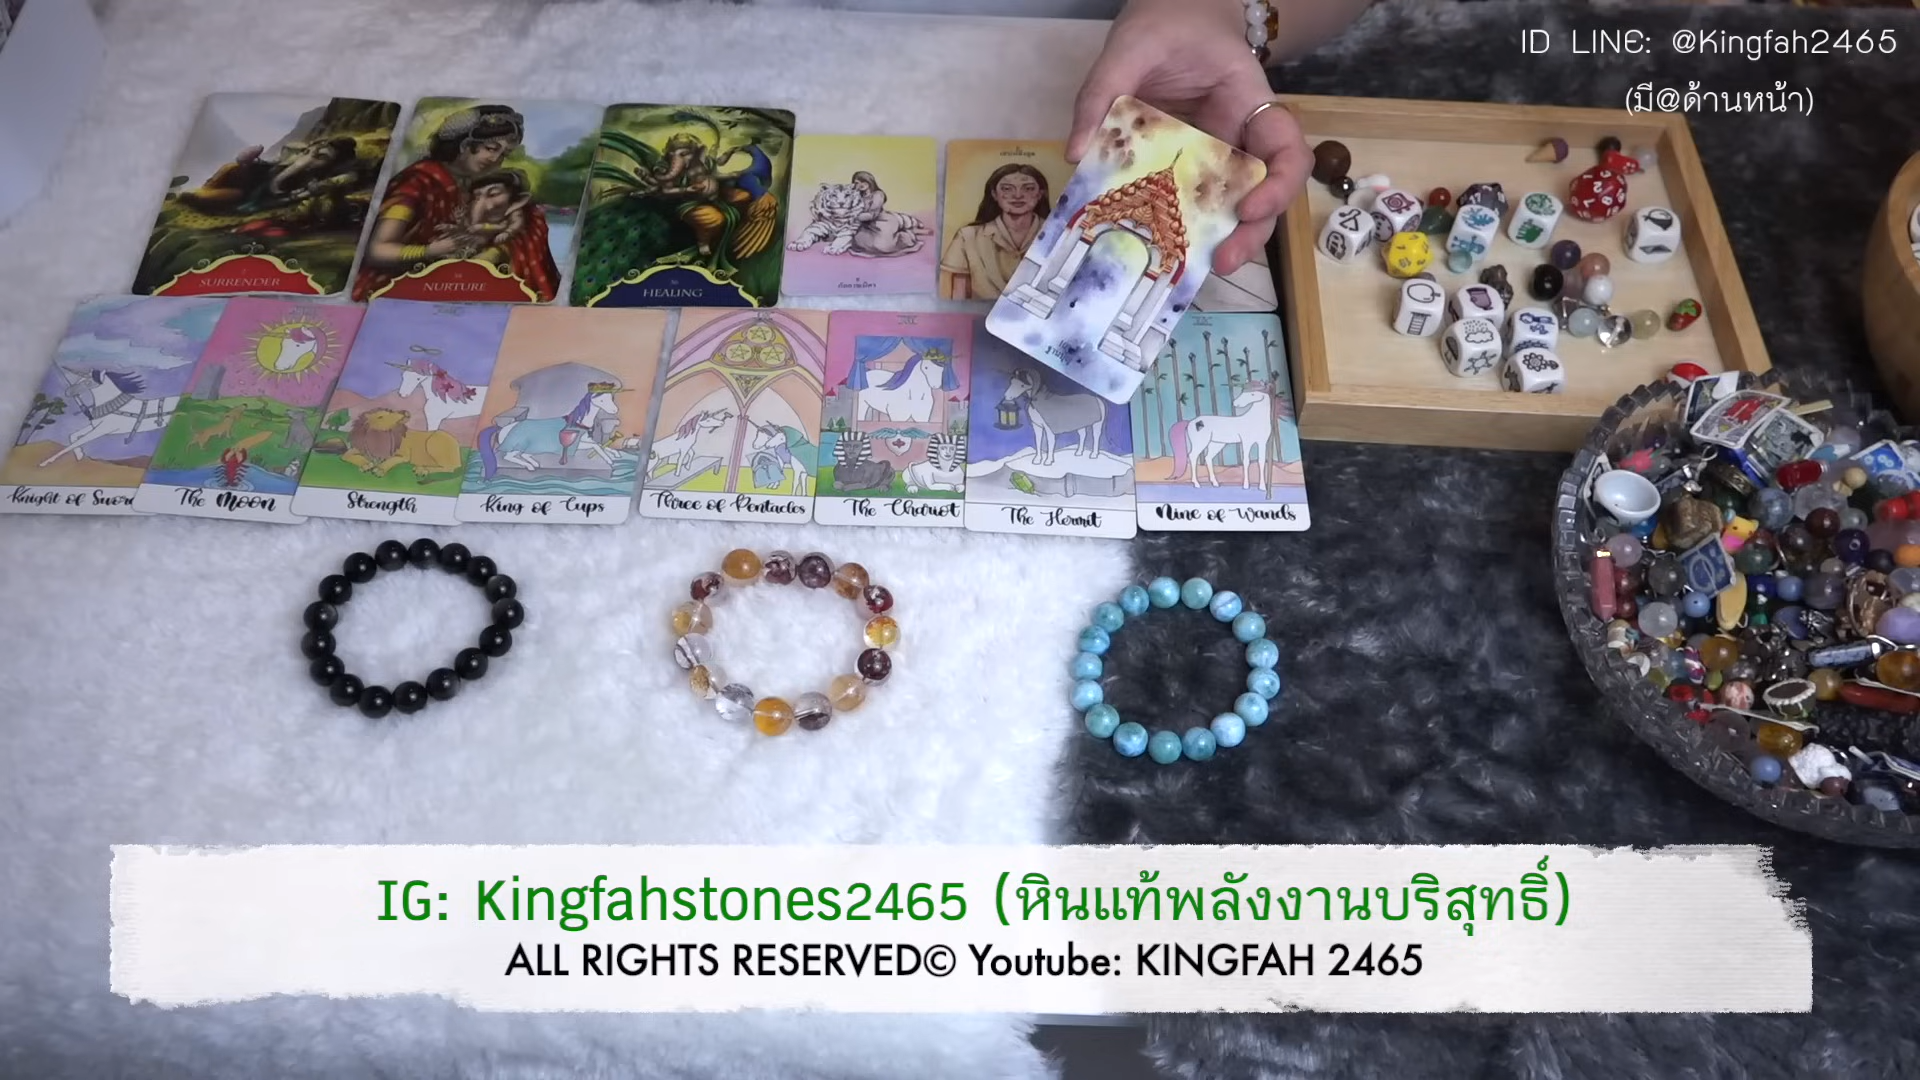 ID LINE: @Kingfah2465
(มี@ด้านหน้า)
SURRENDER
NURTURE
HEALING
Knight of Sword
The Moon
Strength
King of Cups
Three of Pentacles
The Chariot
The Hermit
Nine of Wands
IG: Kingfahstones2465 (หินแท้พลังงานบริสุทธิ์)
ALL RIGHTS RESERVED© Youtube: KINGFAH 2465